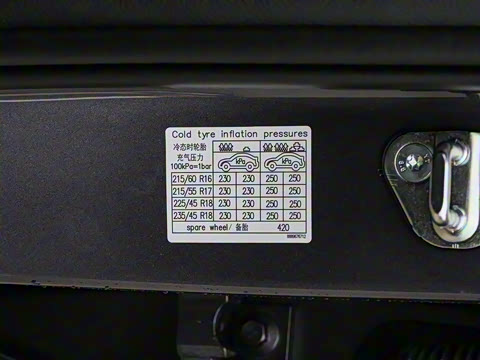 Cold tyre inflation pressures
冷态时轮胎
充气压力
100kPa=1bar
kPa kPa
215/60 R16 230 230 250 250
215/55 R17 230 230 250 250
225/45 R18 230 230 250 250
235/45 R18 230 230 250 250
spare wheel/ 备胎 420